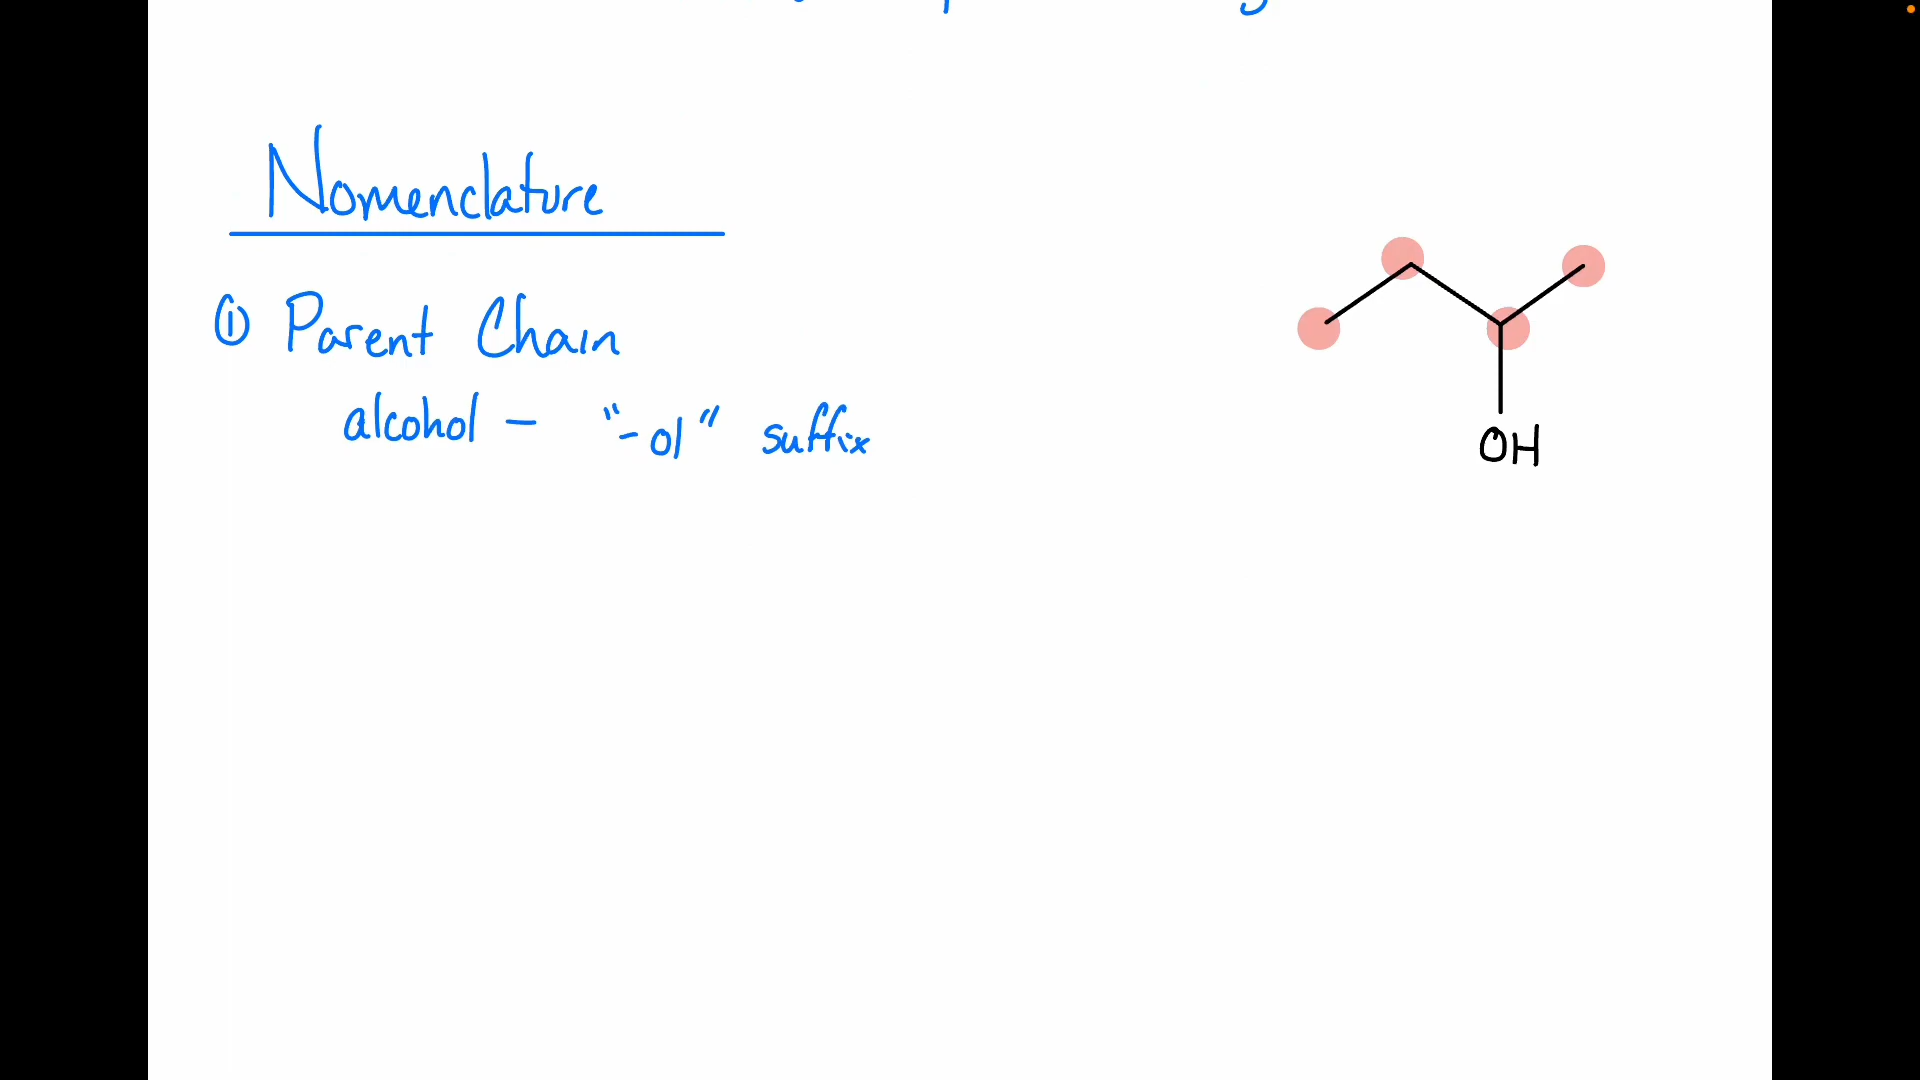 Nomenclature
① Parent Chain
alcohol – "-ol" suffix
OH